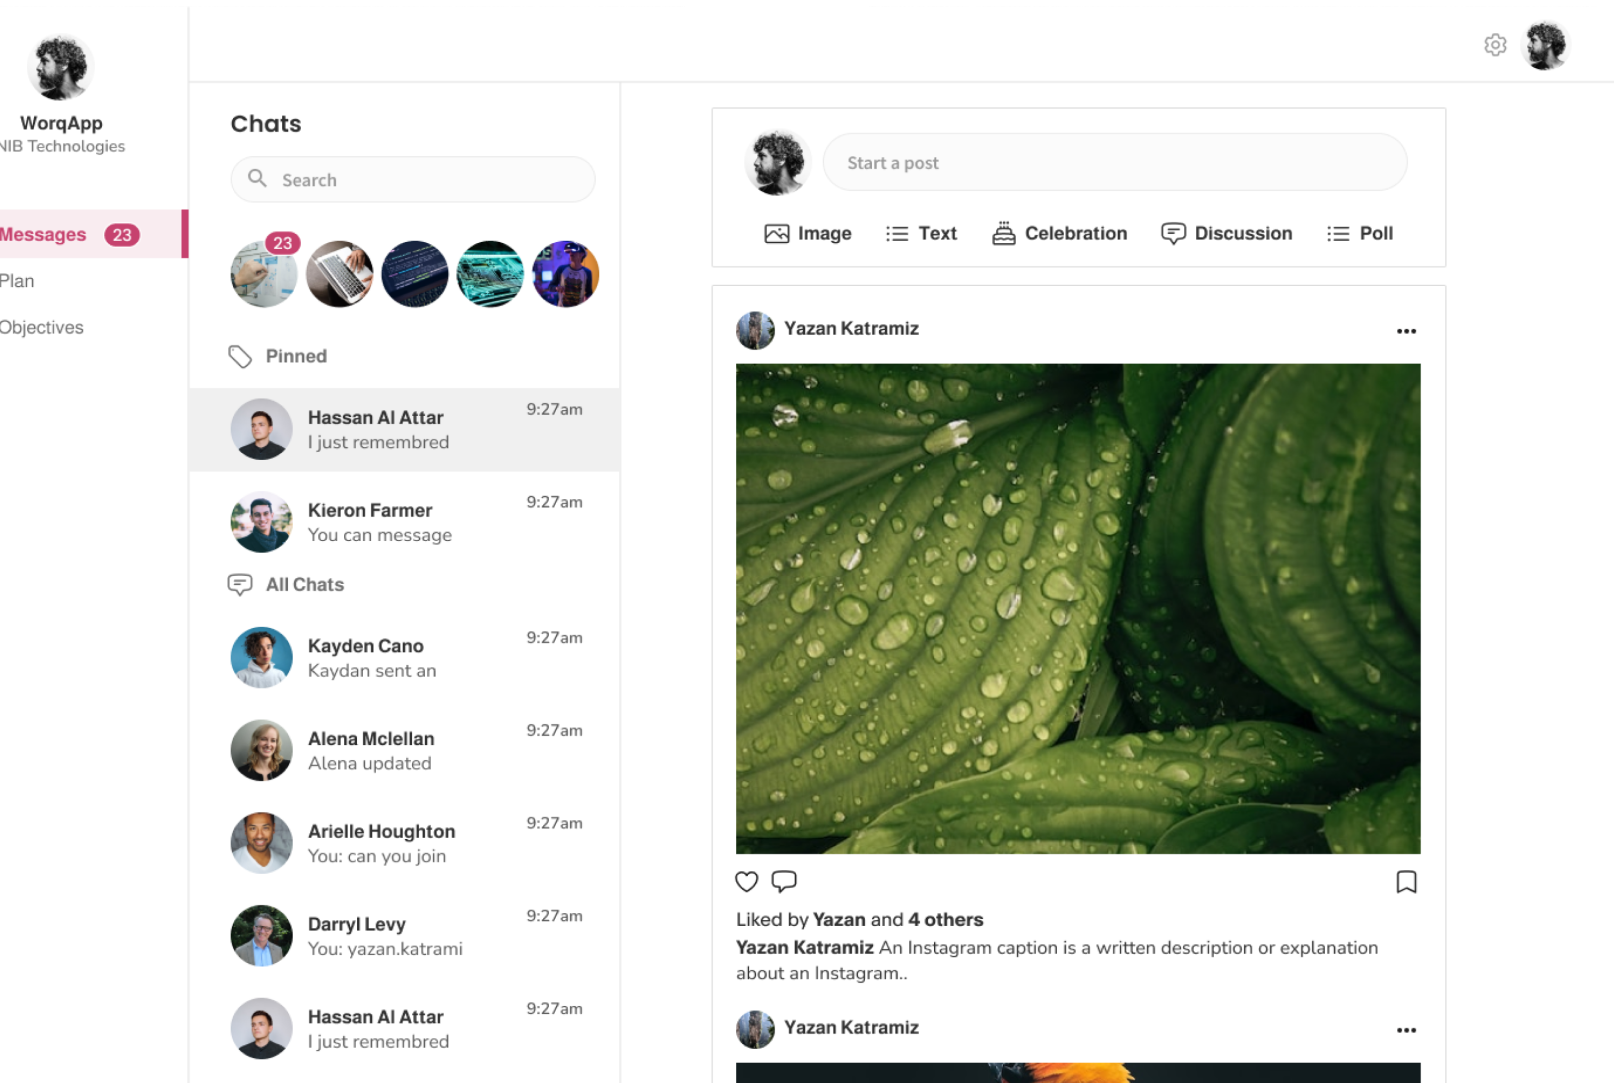 WorqApp
NIB Technologies
Messages 23
Plan
Objectives
Chats
Search
23
Pinned
Hassan Al Attar 9:27am
I just remembred
Kieron Farmer 9:27am
You can message
All Chats
Kayden Cano 9:27am
Kaydan sent an
Alena Mclellan 9:27am
Alena updated
Arielle Houghton 9:27am
You: can you join
Darryl Levy 9:27am
You: yazan.katrami
Hassan Al Attar 9:27am
I just remembred
Start a post
Image Text Celebration Discussion Poll
Yazan Katramiz
Liked by Yazan and 4 others
Yazan Katramiz An Instagram caption is a written description or explanation
about an Instagram..
Yazan Katramiz